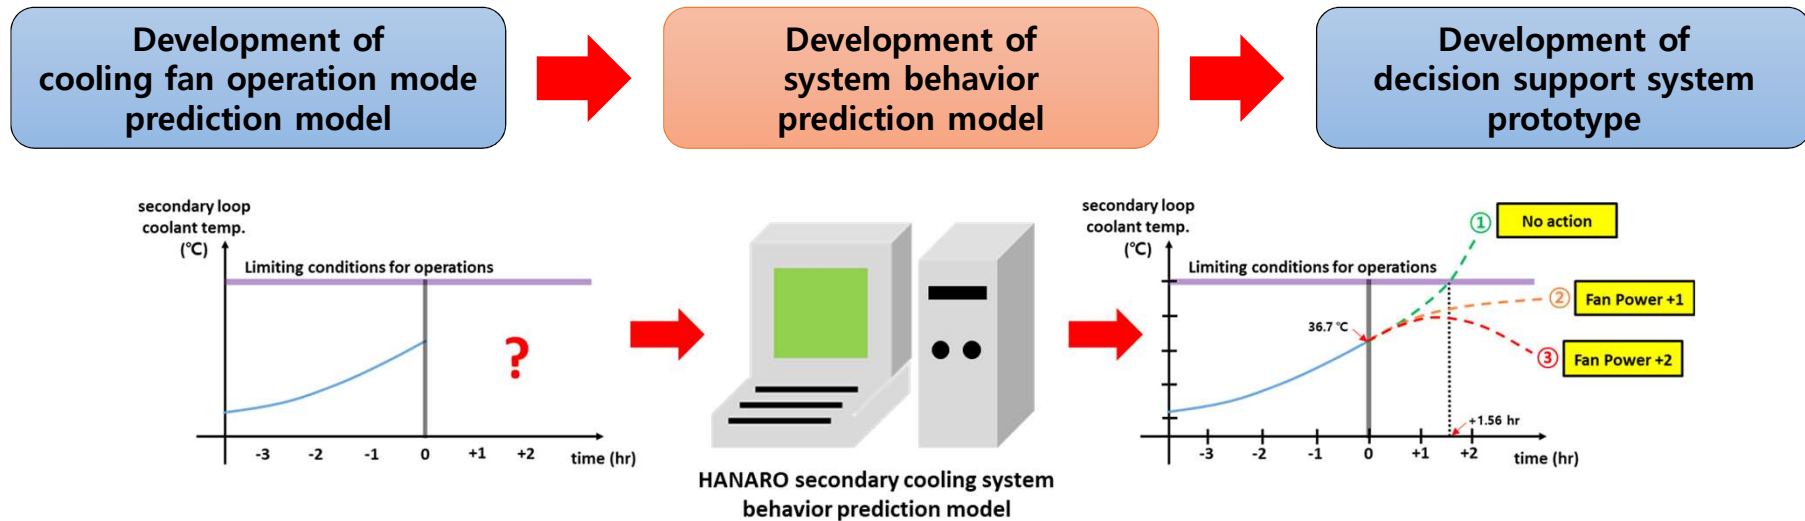 Development of
cooling fan operation mode
prediction model
Development of
system behavior
prediction model
Development of
decision support system
prototype
secondary loop
coolant temp.
(℃)
Limiting conditions for operations
?
-3 -2 -1 0 +1 +2 time (hr)
HANARO secondary cooling system
behavior prediction model
secondary loop
coolant temp.
(℃)
① No action
Limiting conditions for operations
② Fan Power +1
36.7 ℃
③ Fan Power +2
+1.56 hr
-3 -2 -1 0 +1 +2 time (hr)